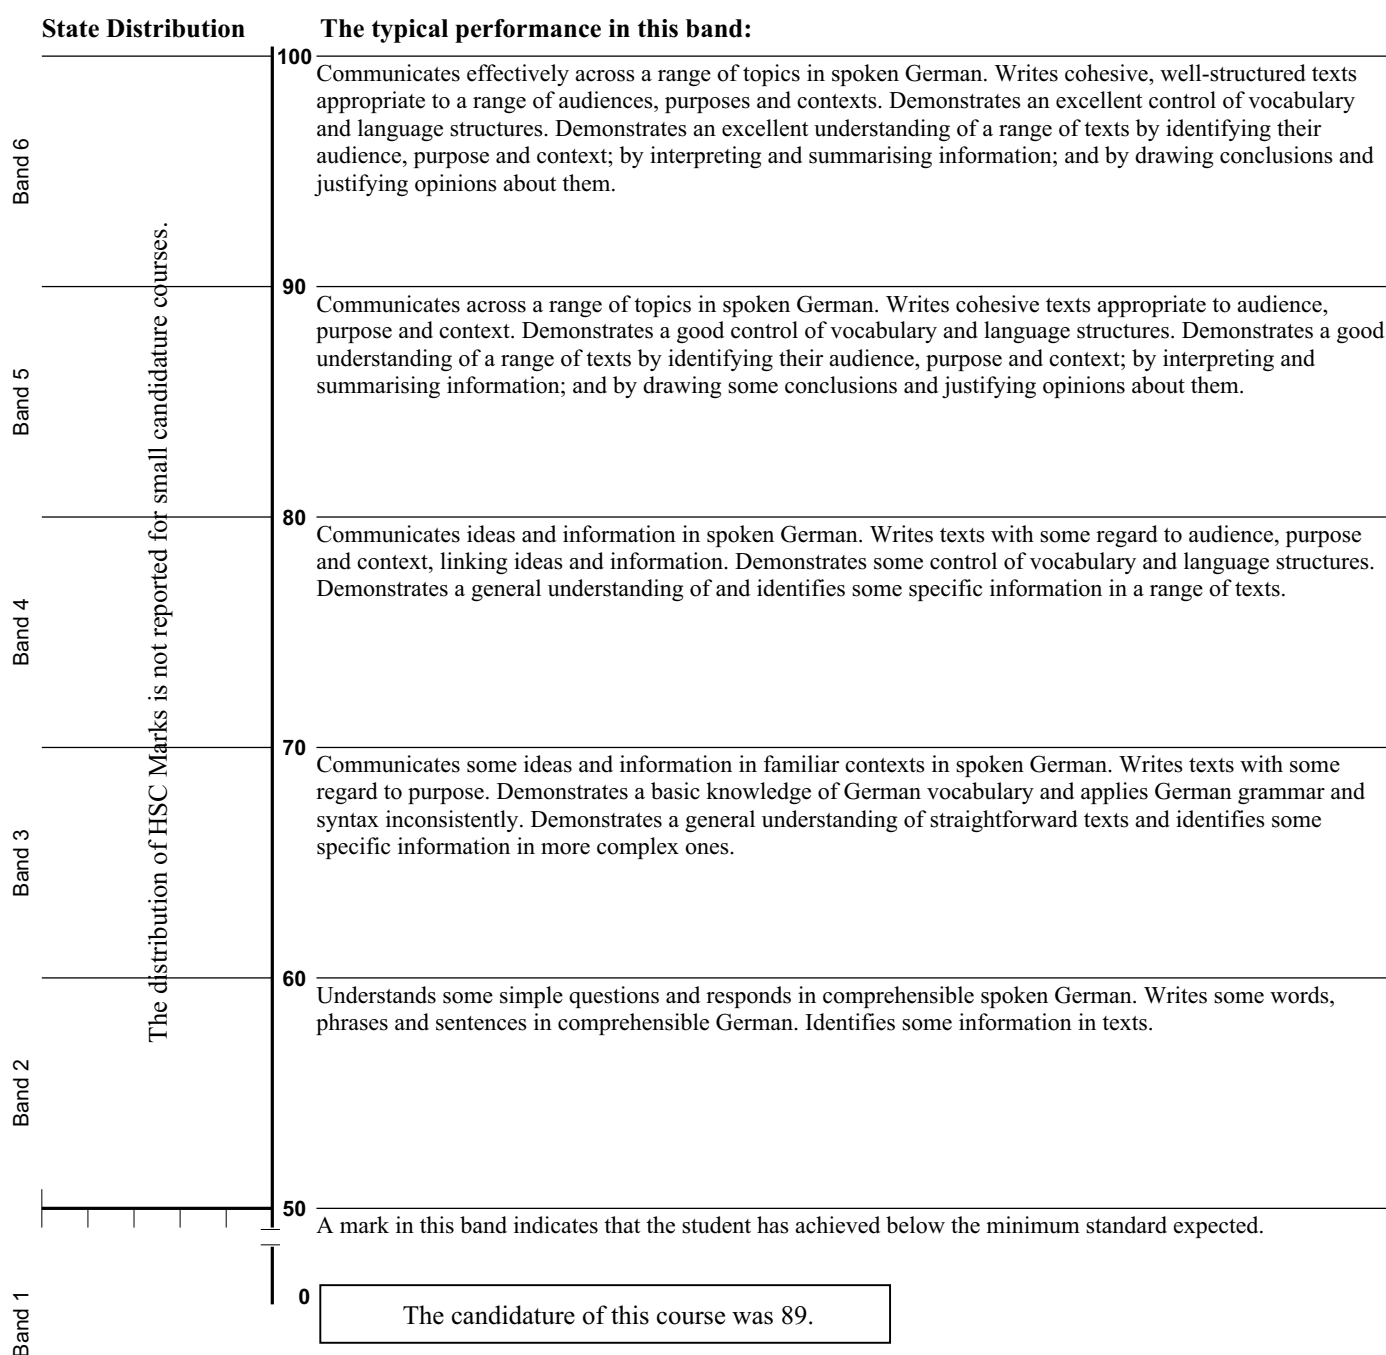 State Distribution
The typical performance in this band:
100
Communicates effectively across a range of topics in spoken German. Writes cohesive, well-structured texts
appropriate to a range of audiences, purposes and contexts. Demonstrates an excellent control of vocabulary
and language structures. Demonstrates an excellent understanding of a range of texts by identifying their
audience, purpose and context; by interpreting and summarising information; and by drawing conclusions and
justifying opinions about them.
Band 6
The distribution of HSC Marks is not reported for small candidature courses.
90
Communicates across a range of topics in spoken German. Writes cohesive texts appropriate to audience,
purpose and context. Demonstrates a good control of vocabulary and language structures. Demonstrates a good
understanding of a range of texts by identifying their audience, purpose and context; by interpreting and
summarising information; and by drawing some conclusions and justifying opinions about them.
Band 5
80
Communicates ideas and information in spoken German. Writes texts with some regard to audience, purpose
and context, linking ideas and information. Demonstrates some control of vocabulary and language structures.
Demonstrates a general understanding of and identifies some specific information in a range of texts.
Band 4
70
Communicates some ideas and information in familiar contexts in spoken German. Writes texts with some
regard to purpose. Demonstrates a basic knowledge of German vocabulary and applies German grammar and
syntax inconsistently. Demonstrates a general understanding of straightforward texts and identifies some
specific information in more complex ones.
Band 3
60
Understands some simple questions and responds in comprehensible spoken German. Writes some words,
phrases and sentences in comprehensible German. Identifies some information in texts.
Band 2
50
A mark in this band indicates that the student has achieved below the minimum standard expected.
0
Band 1
The candidature of this course was 89.